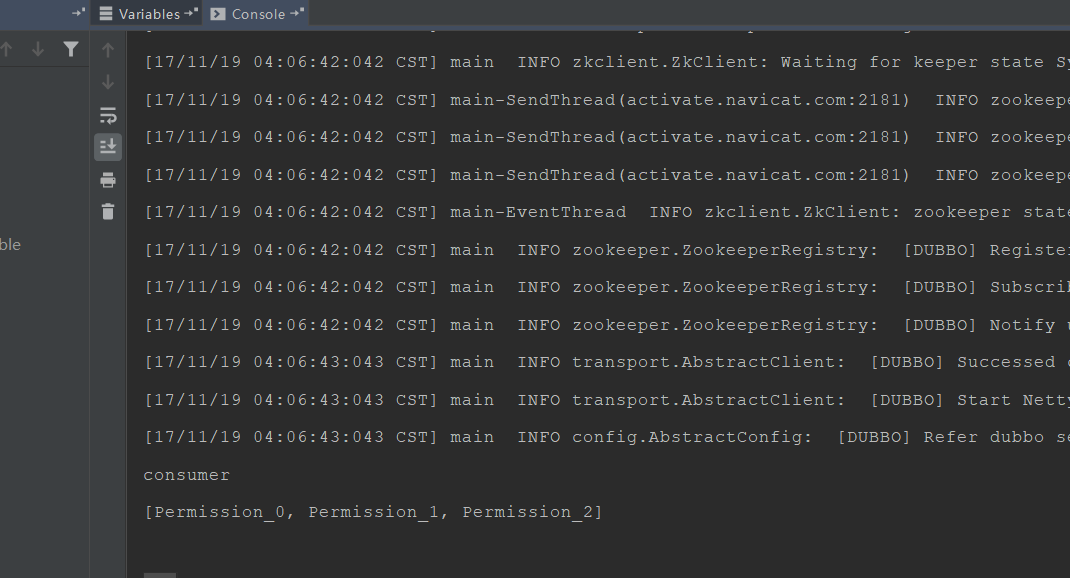 Variables
Console
[17/11/19 04:06:42:042 CST] main  INFO zkclient.ZkClient: Waiting for keeper state
[17/11/19 04:06:42:042 CST] main-SendThread(activate.navicat.com:2181)  INFO
[17/11/19 04:06:42:042 CST] main-SendThread(activate.navicat.com:2181)  INFO
[17/11/19 04:06:42:042 CST] main-SendThread(activate.navicat.com:2181)  INFO
[17/11/19 04:06:42:042 CST] main-EventThread  INFO zkclient.ZkClient: zookeeper state
ble
[17/11/19 04:06:42:042 CST] main  INFO zookeeper.ZookeeperRegistry:  [DUBBO] Register
[17/11/19 04:06:42:042 CST] main  INFO zookeeper.ZookeeperRegistry:  [DUBBO]
[17/11/19 04:06:42:042 CST] main  INFO zookeeper.ZookeeperRegistry:  [DUBBO] Notify
[17/11/19 04:06:43:043 CST] main  INFO transport.AbstractClient:  [DUBBO] Successed
[17/11/19 04:06:43:043 CST] main  INFO transport.AbstractClient:  [DUBBO] Start Netty
[17/11/19 04:06:43:043 CST] main  INFO config.AbstractConfig:  [DUBBO] Refer dubbo
consumer
[Permission_0, Permission_1, Permission_2]